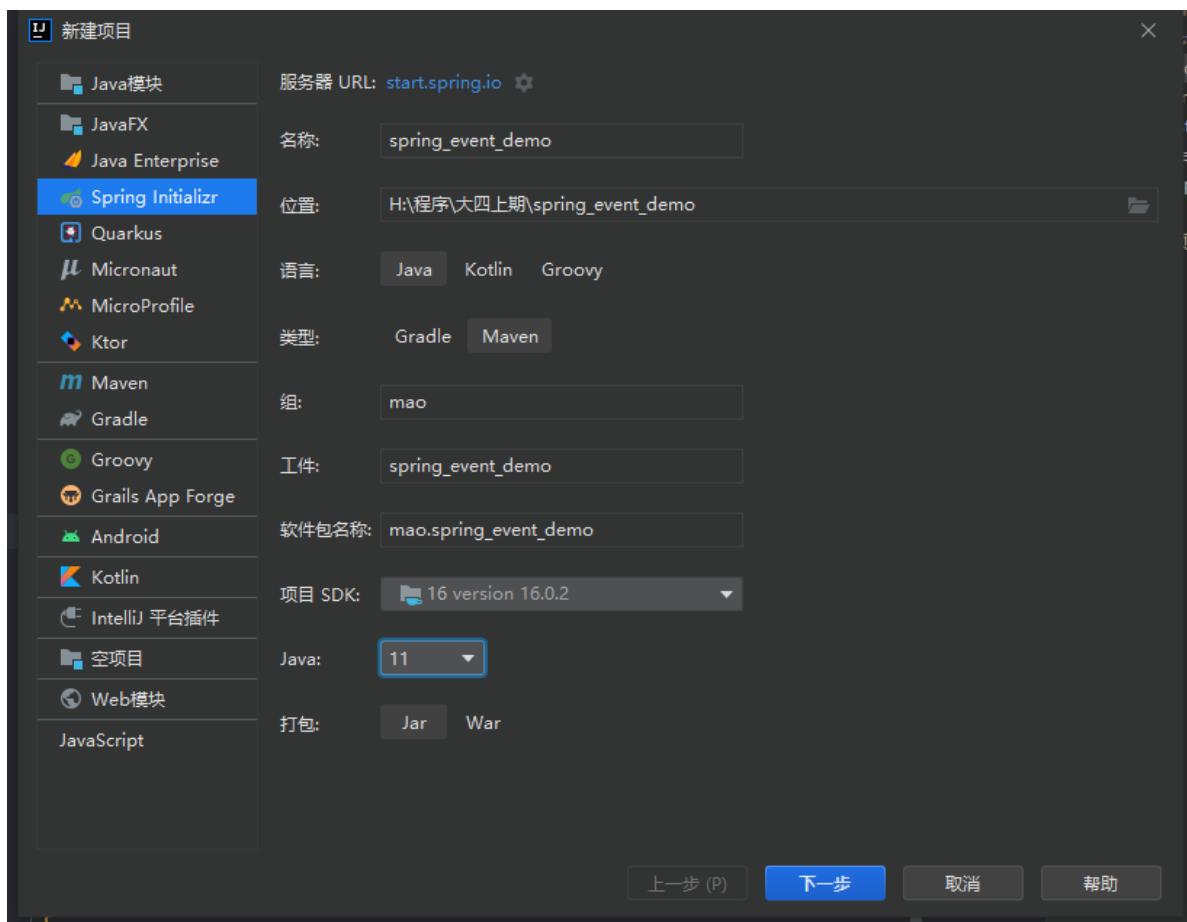 新建项目
Java模块
JavaFX
Java Enterprise
Spring Initializr
Quarkus
Micronaut
MicroProfile
Ktor
Maven
Gradle
Groovy
Grails App Forge
Android
Kotlin
IntelliJ 平台插件
空项目
Web模块
JavaScript
服务器 URL: start.spring.io
名称: spring_event_demo
位置: H:\程序\大四上期\spring_event_demo
语言: Java Kotlin Groovy
类型: Gradle Maven
组: mao
工件: spring_event_demo
软件包名称: mao.spring_event_demo
项目 SDK: 16 version 16.0.2
Java: 11
打包: Jar War
上一步 (P) 下一步 取消 帮助